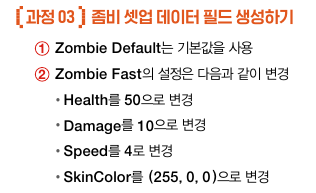 [과정 03] 좀비 셋업 데이터 필드 생성하기
① Zombie Default는 기본값을 사용
② Zombie Fast의 설정은 다음과 같이 변경
• Health를 50으로 변경
• Damage를 10으로 변경
• Speed를 4로 변경
• SkinColor를 (255, 0, 0)으로 변경